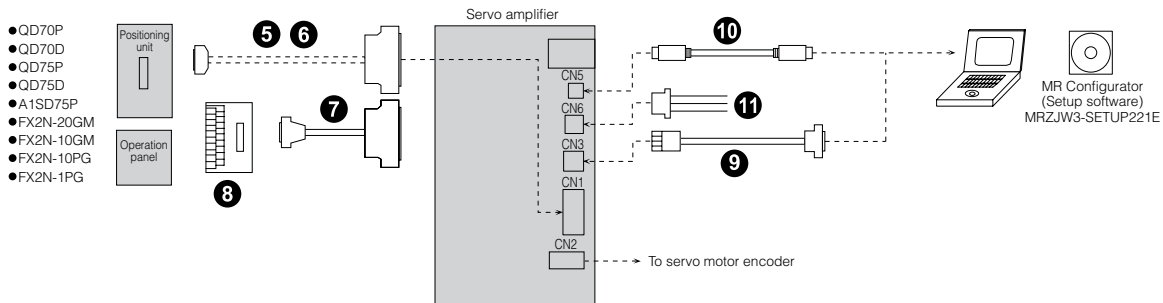 ●QD70P
●QD70D
●QD75P
●QD75D
●A1SD75P
●FX2N-20GM
●FX2N-10GM
●FX2N-10PG
●FX2N-1PG
Positioning
unit
Operation
panel
5 6
7
8
Servo amplifier
CN5
CN6
CN3
CN1
CN2
10
11
9
To servo motor encoder
MR Configurator
(Setup software)
MRZJW3-SETUP221E